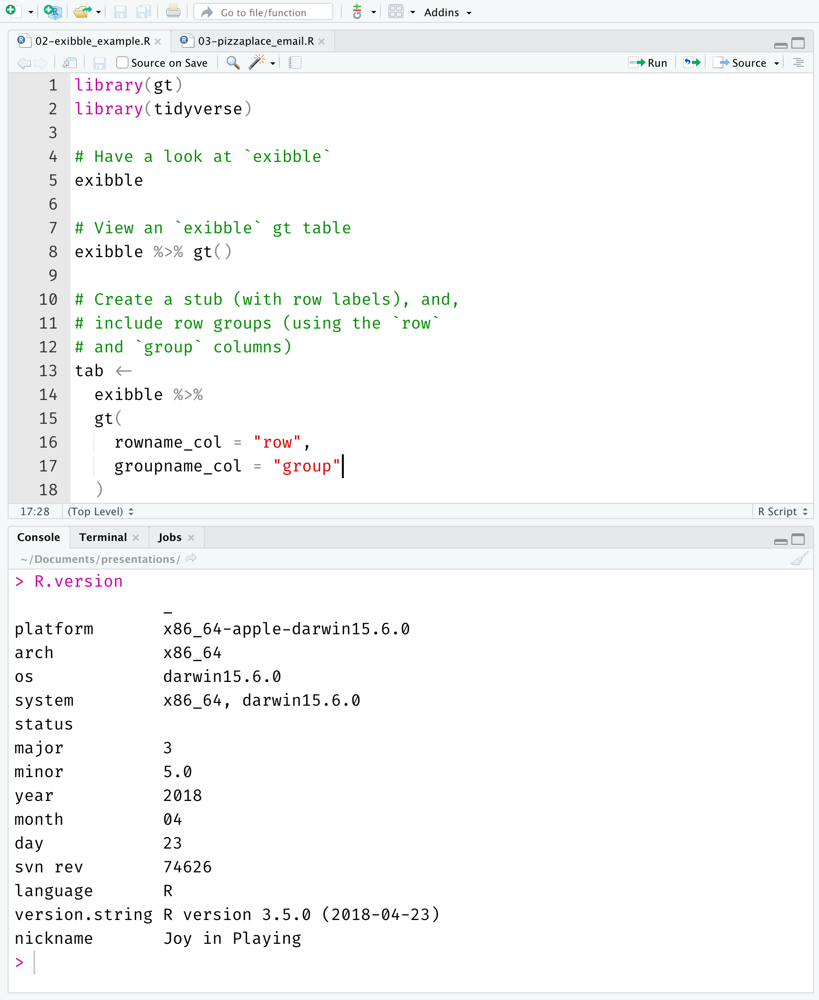 Go to file/function
Addins
02-exibble_example.R
03-pizzaplace_email.R
Source on Save
Run
Source
1 library(gt)
2 library(tidyverse)
3
4 # Have a look at `exibble`
5 exibble
6
7 # View an `exibble` gt table
8 exibble %>% gt()
9
10 # Create a stub (with row labels), and,
11 # include row groups (using the `row`
12 # and `group` columns)
13 tab <-
14   exibble %>%
15   gt(
16     rowname_col = "row",
17     groupname_col = "group"
18   )
17:28 (Top Level) R Script
Console Terminal Jobs
~/Documents/presentations/
> R.version
               _
platform       x86_64-apple-darwin15.6.0
arch           x86_64
os             darwin15.6.0
system         x86_64, darwin15.6.0
status
major          3
minor          5.0
year           2018
month          04
day            23
svn rev        74626
language       R
version.string R version 3.5.0 (2018-04-23)
nickname       Joy in Playing
>